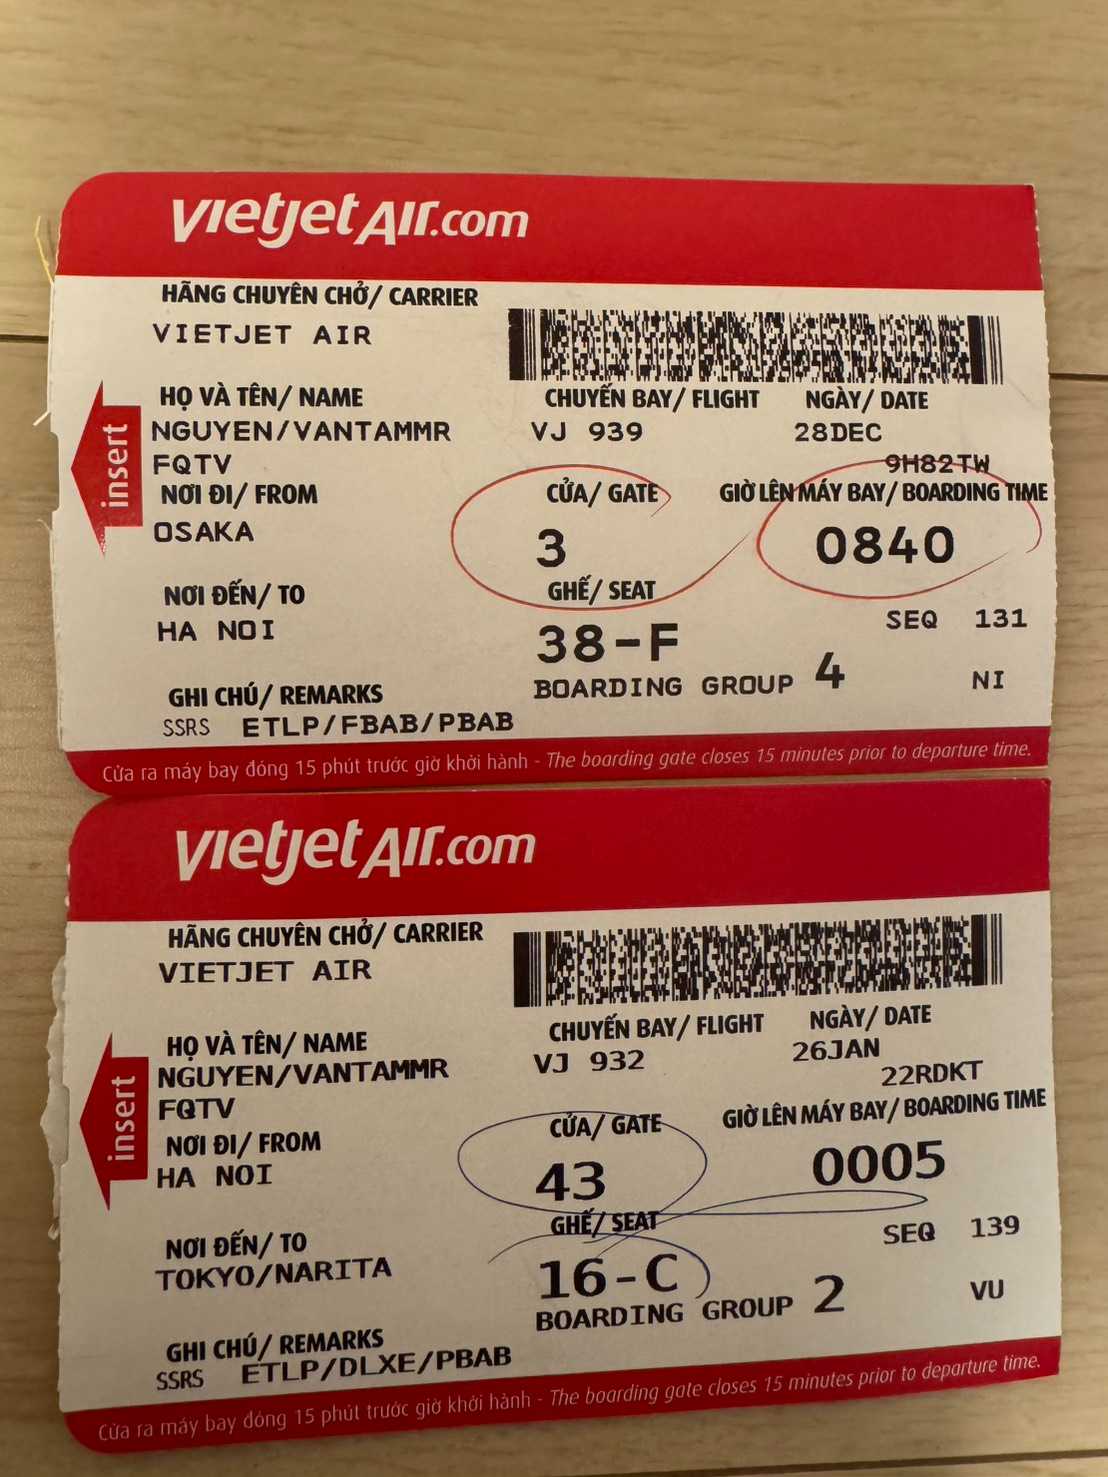 vietjetAir.com
HÃNG CHUYÊN CHỞ/ CARRIER
VIETJET AIR
HỌ VÀ TÊN/ NAME
CHUYẾN BAY/ FLIGHT
NGÀY/ DATE
NGUYEN/VANTAMMR
VJ 939
28DEC
FQTV
9H82TW
NƠI ĐI/ FROM
CỬA/ GATE
GIỜ LÊN MÁY BAY/ BOARDING TIME
insert
OSAKA
3
0840
NƠI ĐẾN/ TO
GHẾ/ SEAT
HA NOI
38-F
SEQ 131
BOARDING GROUP 4
NI
GHI CHÚ/ REMARKS
SSRS ETLP/FBAB/PBAB
Cửa ra máy bay đóng 15 phút trước giờ khởi hành - The boarding gate closes 15 minutes prior to departure time.
vietjetAir.com
HÃNG CHUYÊN CHỞ/ CARRIER
VIETJET AIR
HỌ VÀ TÊN/ NAME
CHUYẾN BAY/ FLIGHT
NGÀY/ DATE
NGUYEN/VANTAMMR
VJ 932
26JAN
FQTV
22RDKT
NƠI ĐI/ FROM
CỬA/ GATE
GIỜ LÊN MÁY BAY/ BOARDING TIME
insert
HA NOI
43
0005
NƠI ĐẾN/ TO
GHẾ/ SEAT
TOKYO/NARITA
16-C
SEQ 139
BOARDING GROUP 2
VU
GHI CHÚ/ REMARKS
SSRS ETLP/DLXE/PBAB
Cửa ra máy bay đóng 15 phút trước giờ khởi hành - The boarding gate closes 15 minutes prior to departure time.